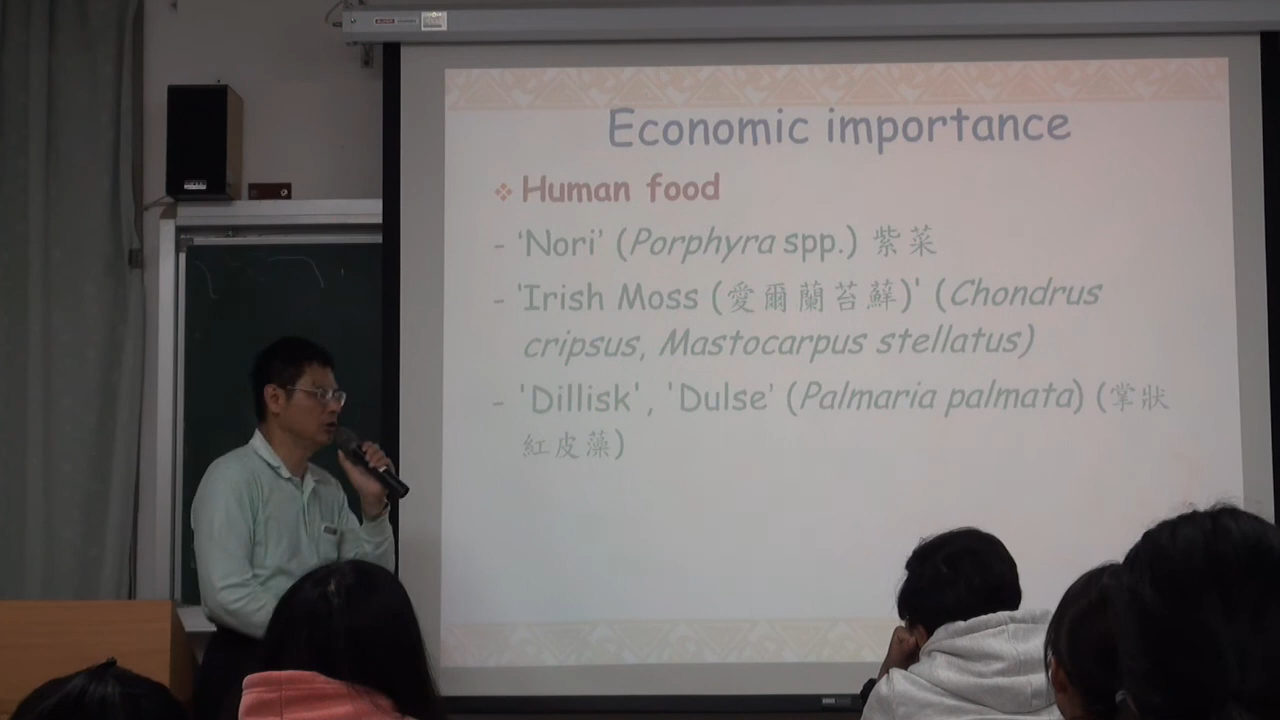 Economic importance
❖ Human food
- 'Nori' (Porphyra spp.) 紫菜
- 'Irish Moss (愛爾蘭苔蘚)' (Chondrus
cripsus, Mastocarpus stellatus)
- 'Dillisk', 'Dulse' (Palmaria palmata) (掌狀
紅皮藻)